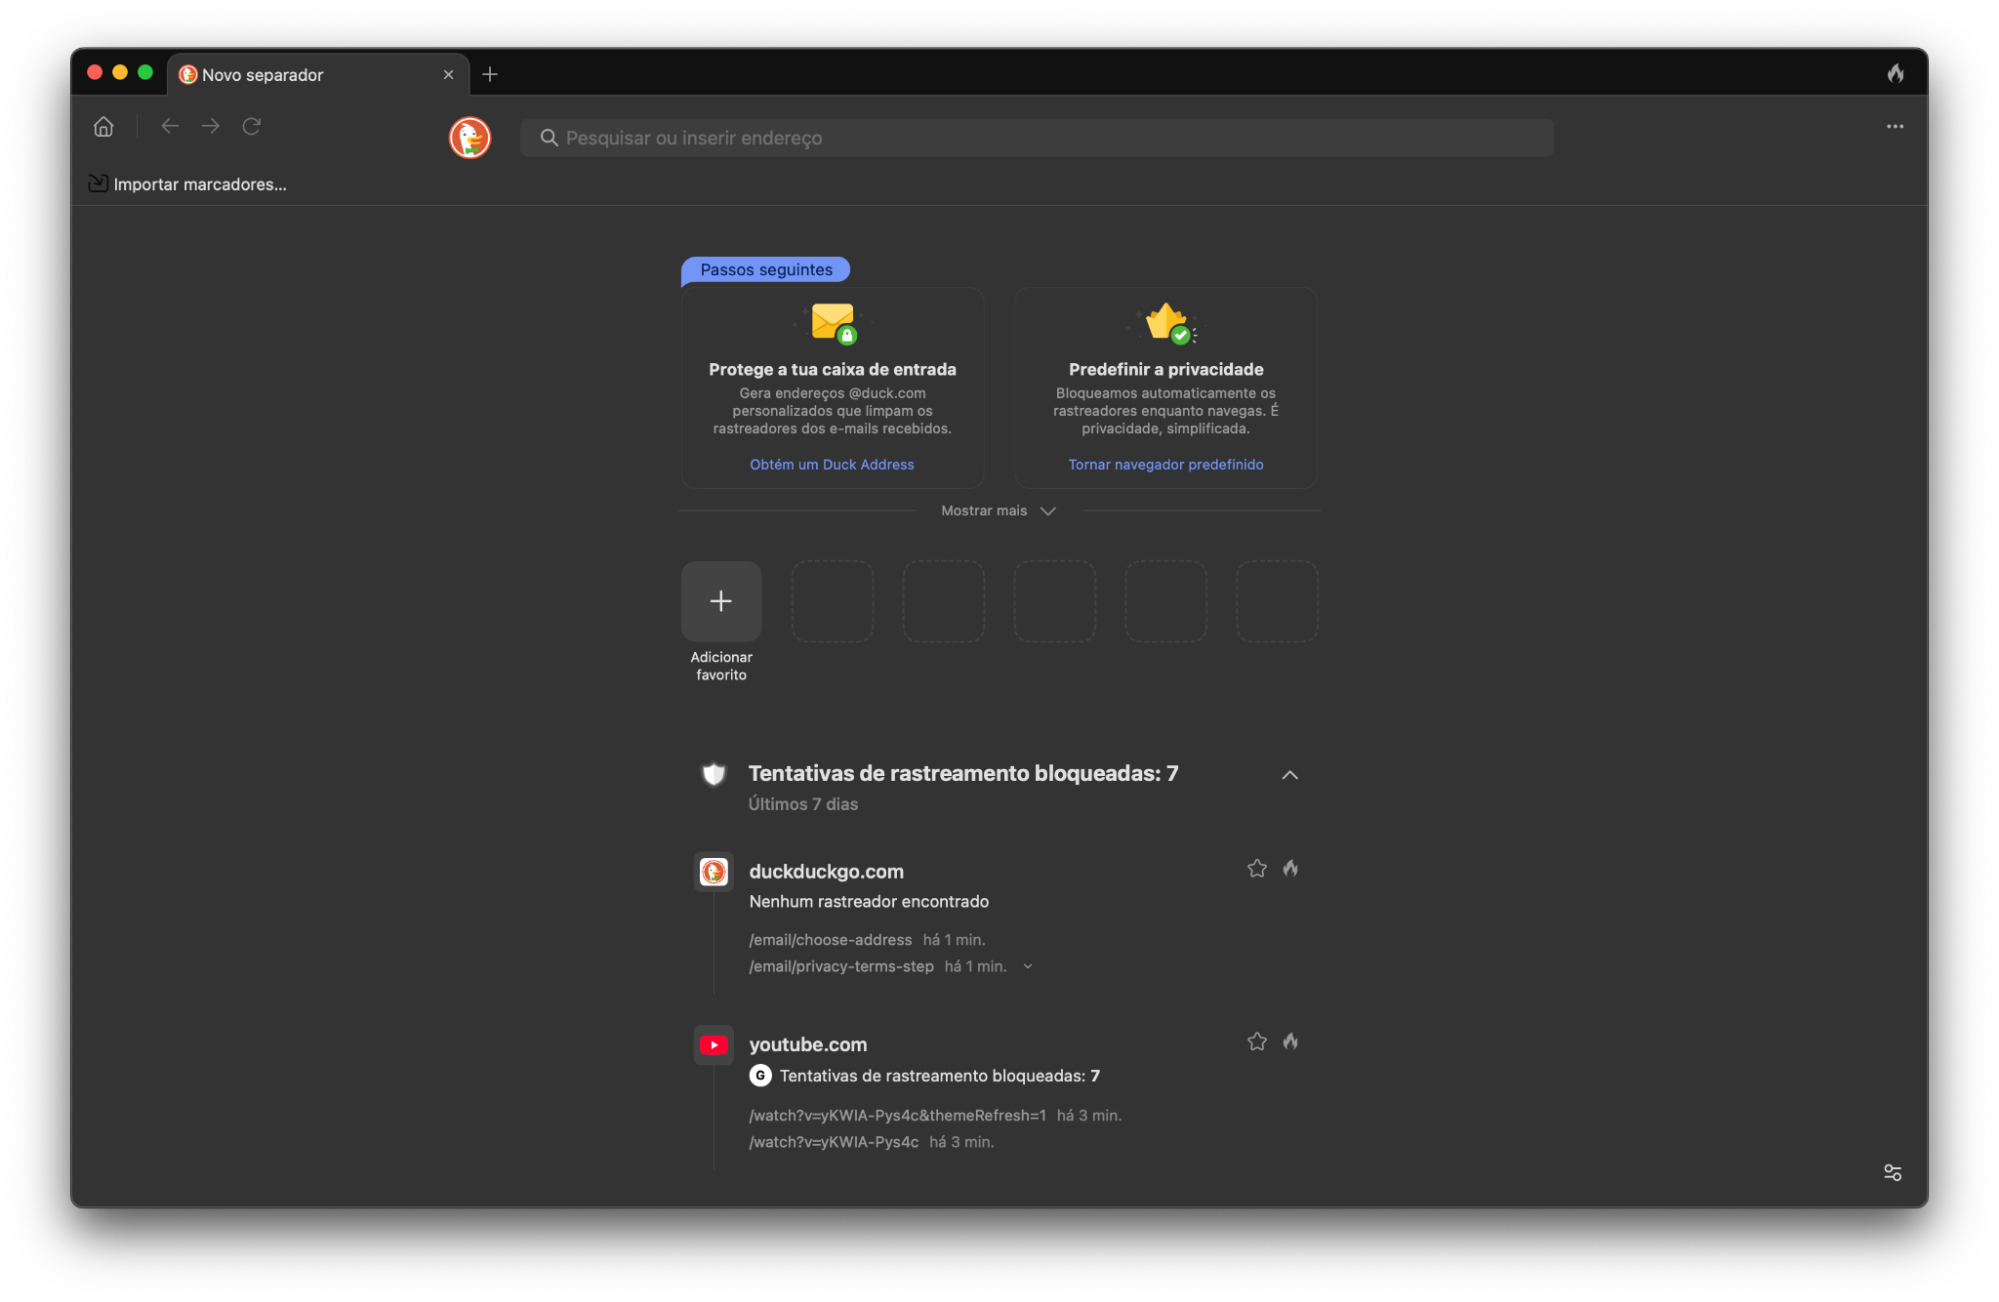 Novo separador
Pesquisar ou inserir endereço
Importar marcadores...
Passos seguintes
Protege a tua caixa de entrada
Gera endereços @duck.com
personalizados que limpam os
rastreadores dos e-mails recebidos.
Obtém um Duck Address
Predefinir a privacidade
Bloqueamos automaticamente os
rastreadores enquanto navegas. É
privacidade, simplificada.
Tornar navegador predefinido
Mostrar mais
Adicionar
favorito
Tentativas de rastreamento bloqueadas: 7
Últimos 7 dias
duckduckgo.com
Nenhum rastreador encontrado
/email/choose-address há 1 min.
/email/privacy-terms-step há 1 min.
youtube.com
G Tentativas de rastreamento bloqueadas: 7
/watch?v=yKWIA-Pys4c&themeRefresh=1 há 3 min.
/watch?v=yKWIA-Pys4c há 3 min.